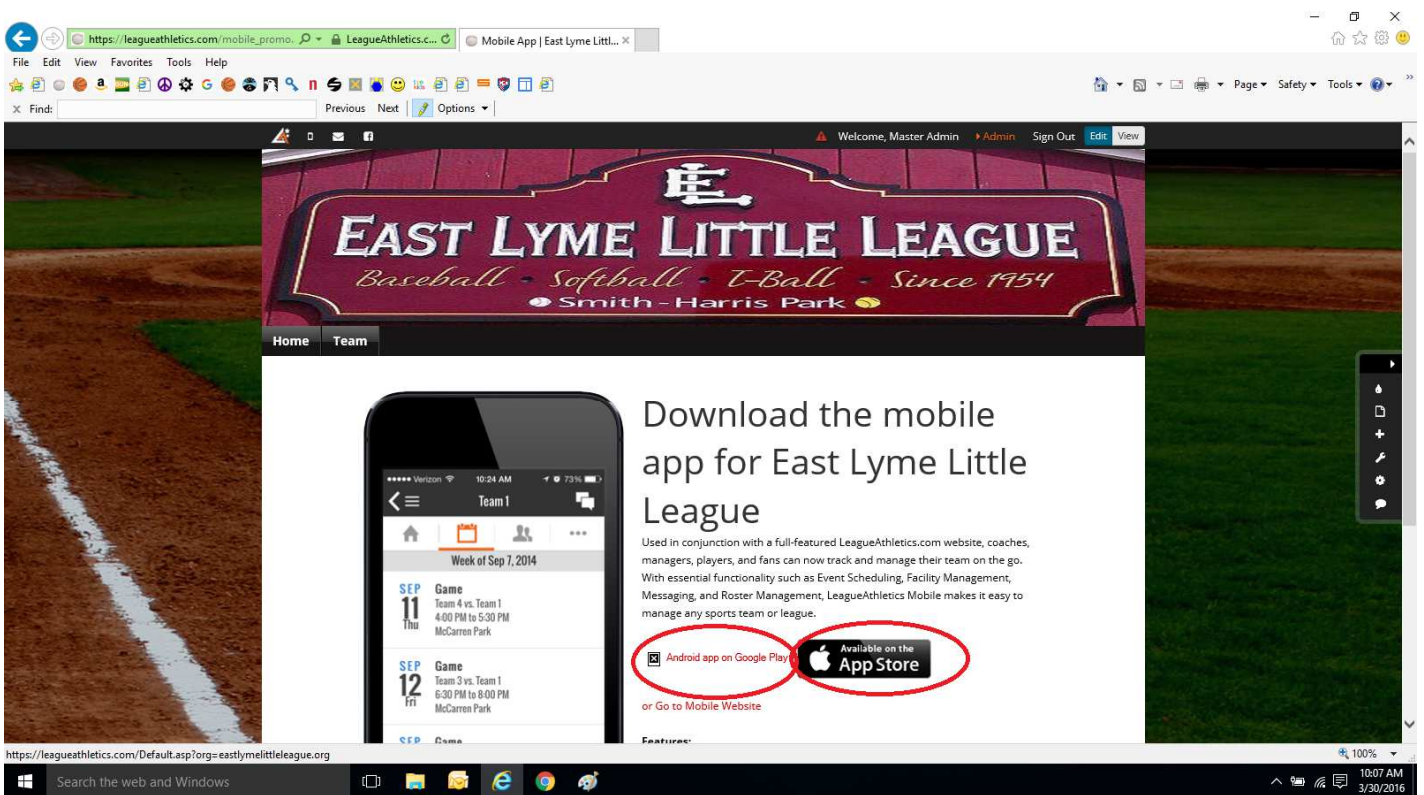 https://leagueathletics.com/mobile_promo.
LeagueAthletics.c...
Mobile App | East Lyme Littl...
File Edit View Favorites Tools Help
Page Safety Tools
x Find: Previous Next Options
Welcome, Master Admin Admin Sign Out Edit View
EL
EAST LYME LITTLE LEAGUE
Baseball - Softball - T-Ball - Since 1954
Smith-Harris Park
Home Team
Download the mobile
app for East Lyme Little
League
Used in conjunction with a full-featured LeagueAthletics.com website, coaches,
managers, players, and fans can now track and manage their team on the go.
With essential functionality such as Event Scheduling, Facility Management,
Messaging, and Roster Management, LeagueAthletics Mobile makes it easy to
manage any sports team or league.
Android app on Google Play
Available on the
App Store
or Go to Mobile Website
Features:
Verizon 10:24 AM 73%
Team 1
Week of Sep 7, 2014
SEP
11
Thu
Game
Team 4 vs. Team 1
4:00 PM to 5:30 PM
McCarren Park
SEP
12
Fri
Game
Team 3 vs. Team 1
6:30 PM to 8:00 PM
McCarren Park
SEP Game
https://leagueathletics.com/Default.asp?org=eastlymelittleleague.org
100%
Search the web and Windows
10:07 AM
3/30/2016